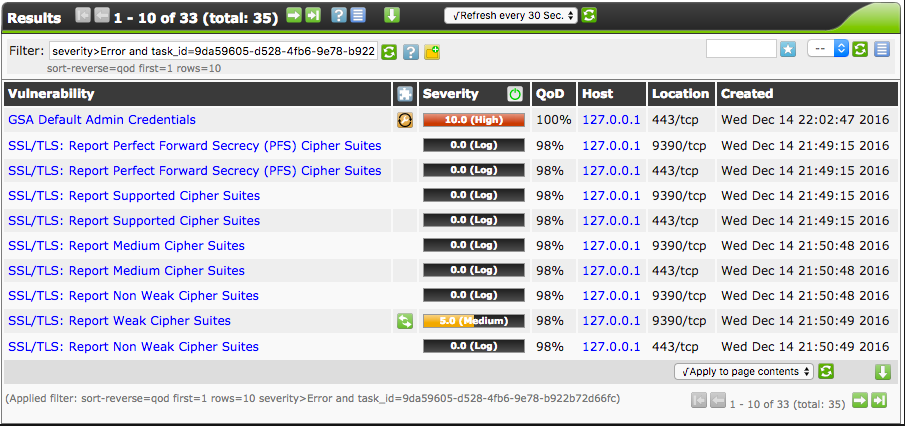 Results 1 - 10 of 33 (total: 35) ? √Refresh every 30 Sec.
Filter: severity>Error and task_id=9da59605-d528-4fb6-9e78-b922 ? --
sort-reverse=qod first=1 rows=10
Vulnerability Severity QoD Host Location Created
GSA Default Admin Credentials 10.0 (High) 100% 127.0.0.1 443/tcp Wed Dec 14 22:02:47 2016
SSL/TLS: Report Perfect Forward Secrecy (PFS) Cipher Suites 0.0 (Log) 98% 127.0.0.1 9390/tcp Wed Dec 14 21:49:15 2016
SSL/TLS: Report Perfect Forward Secrecy (PFS) Cipher Suites 0.0 (Log) 98% 127.0.0.1 443/tcp Wed Dec 14 21:49:15 2016
SSL/TLS: Report Supported Cipher Suites 0.0 (Log) 98% 127.0.0.1 9390/tcp Wed Dec 14 21:49:15 2016
SSL/TLS: Report Supported Cipher Suites 0.0 (Log) 98% 127.0.0.1 443/tcp Wed Dec 14 21:49:15 2016
SSL/TLS: Report Medium Cipher Suites 0.0 (Log) 98% 127.0.0.1 9390/tcp Wed Dec 14 21:50:48 2016
SSL/TLS: Report Medium Cipher Suites 0.0 (Log) 98% 127.0.0.1 443/tcp Wed Dec 14 21:50:48 2016
SSL/TLS: Report Non Weak Cipher Suites 0.0 (Log) 98% 127.0.0.1 9390/tcp Wed Dec 14 21:50:48 2016
SSL/TLS: Report Weak Cipher Suites 5.0 (Medium) 98% 127.0.0.1 9390/tcp Wed Dec 14 21:50:49 2016
SSL/TLS: Report Non Weak Cipher Suites 0.0 (Log) 98% 127.0.0.1 443/tcp Wed Dec 14 21:50:49 2016
√Apply to page contents
(Applied filter: sort-reverse=qod first=1 rows=10 severity>Error and task_id=9da59605-d528-4fb6-9e78-b922b72d66fc) 1 - 10 of 33 (total: 35)